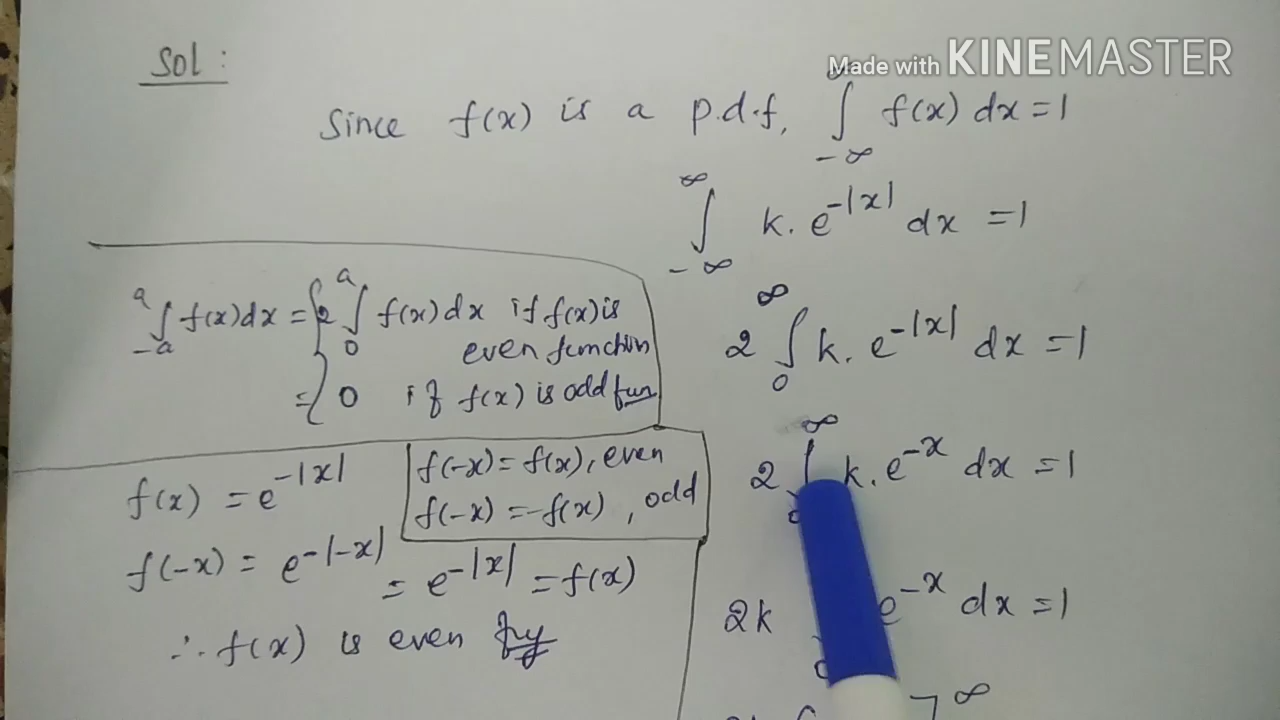 Made with KINEMASTER
Sol :
Since f(x) is a p.d.f, ∫_{-∞}^{∞} f(x) dx = 1
∫_{-∞}^{∞} k. e^{-|x|} dx = 1
2 ∫_{0}^{∞} k. e^{-|x|} dx = 1
2 ∫_{0}^{∞} k. e^{-x} dx = 1
2k e^{-x} dx = 1
]^{∞}
∫_{-a}^{a} f(x) dx = { 2 ∫_{0}^{a} f(x) dx if f(x) is
even function
= { 0 if f(x) is odd fun
f(x) = e^{-|x|}
f(-x) = f(x), even
f(-x) = -f(x), odd
f(-x) = e^{-|-x|} = e^{-|x|} = f(x)
∴ f(x) is even